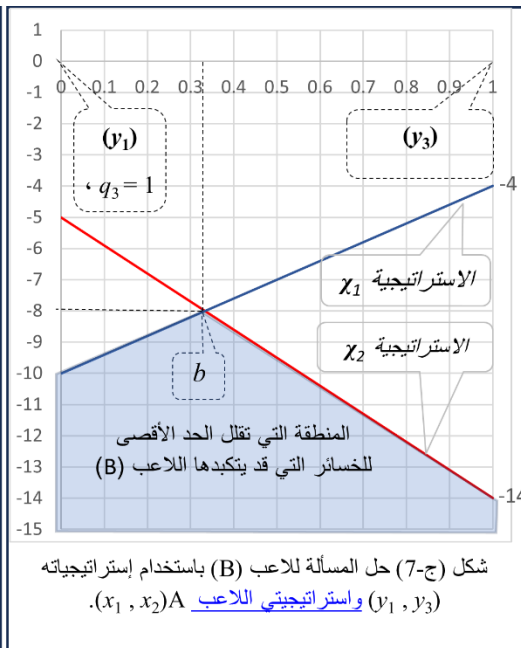 1
0
-1
-2
-3
-4
-5
-6
-7
-8
-9
-10
-11
-12
-13
-14
-15
0 0.1 0.2 0.3 0.4 0.5 0.6 0.7 0.8 0.9 1
(y₁)
، q₃ = 1
(y₃)
-4
الاستراتيجية χ₁
الاستراتيجية χ₂
b
المنطقة التي تقلل الحد الأقصى
للخسائر التي قد يتكبدها اللاعب (B)
-14
شكل (ج-7) حل المسألة للاعب (B) باستخدام إستراتيجياته
(y₁ , y₃) واستراتيجيتي اللاعب A(x₁ , x₂).